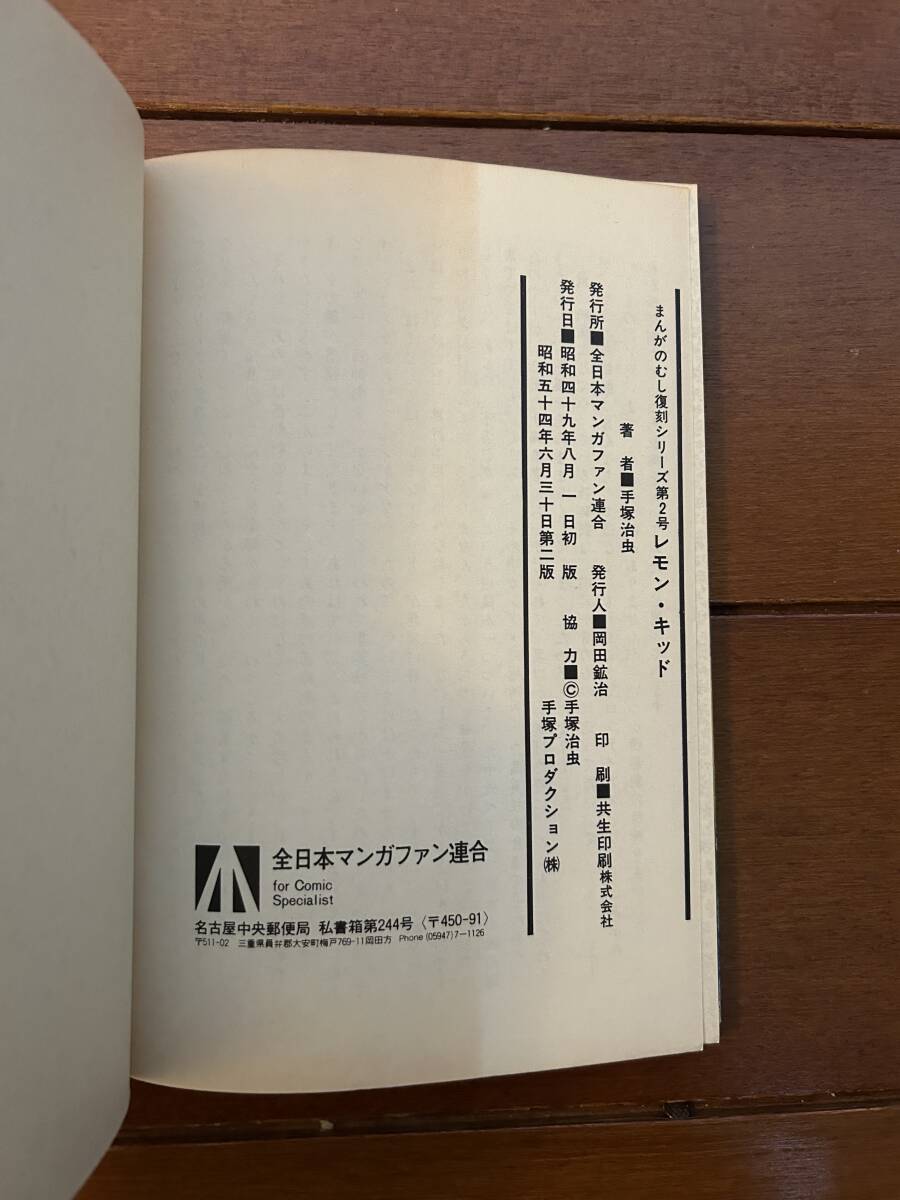 まんがのむし復刻シリーズ第2号レモン・キッド
著 者■手塚治虫
発行所■全日本マンガファン連合 発行人■岡田鉱治 印 刷■共生印刷株式会社
発行日■昭和四十九年八月 一 日初 版 協 力■©手塚治虫
昭和五十四年六月三十日第二版 手塚プロダクション㈱
全日本マンガファン連合
for Comic
Specialist
名古屋中央郵便局 私書箱第244号〈〒450-91〉
〒511-02 三重県員弁郡大安町梅戸769-11岡田方 Phone (05947)7-1126